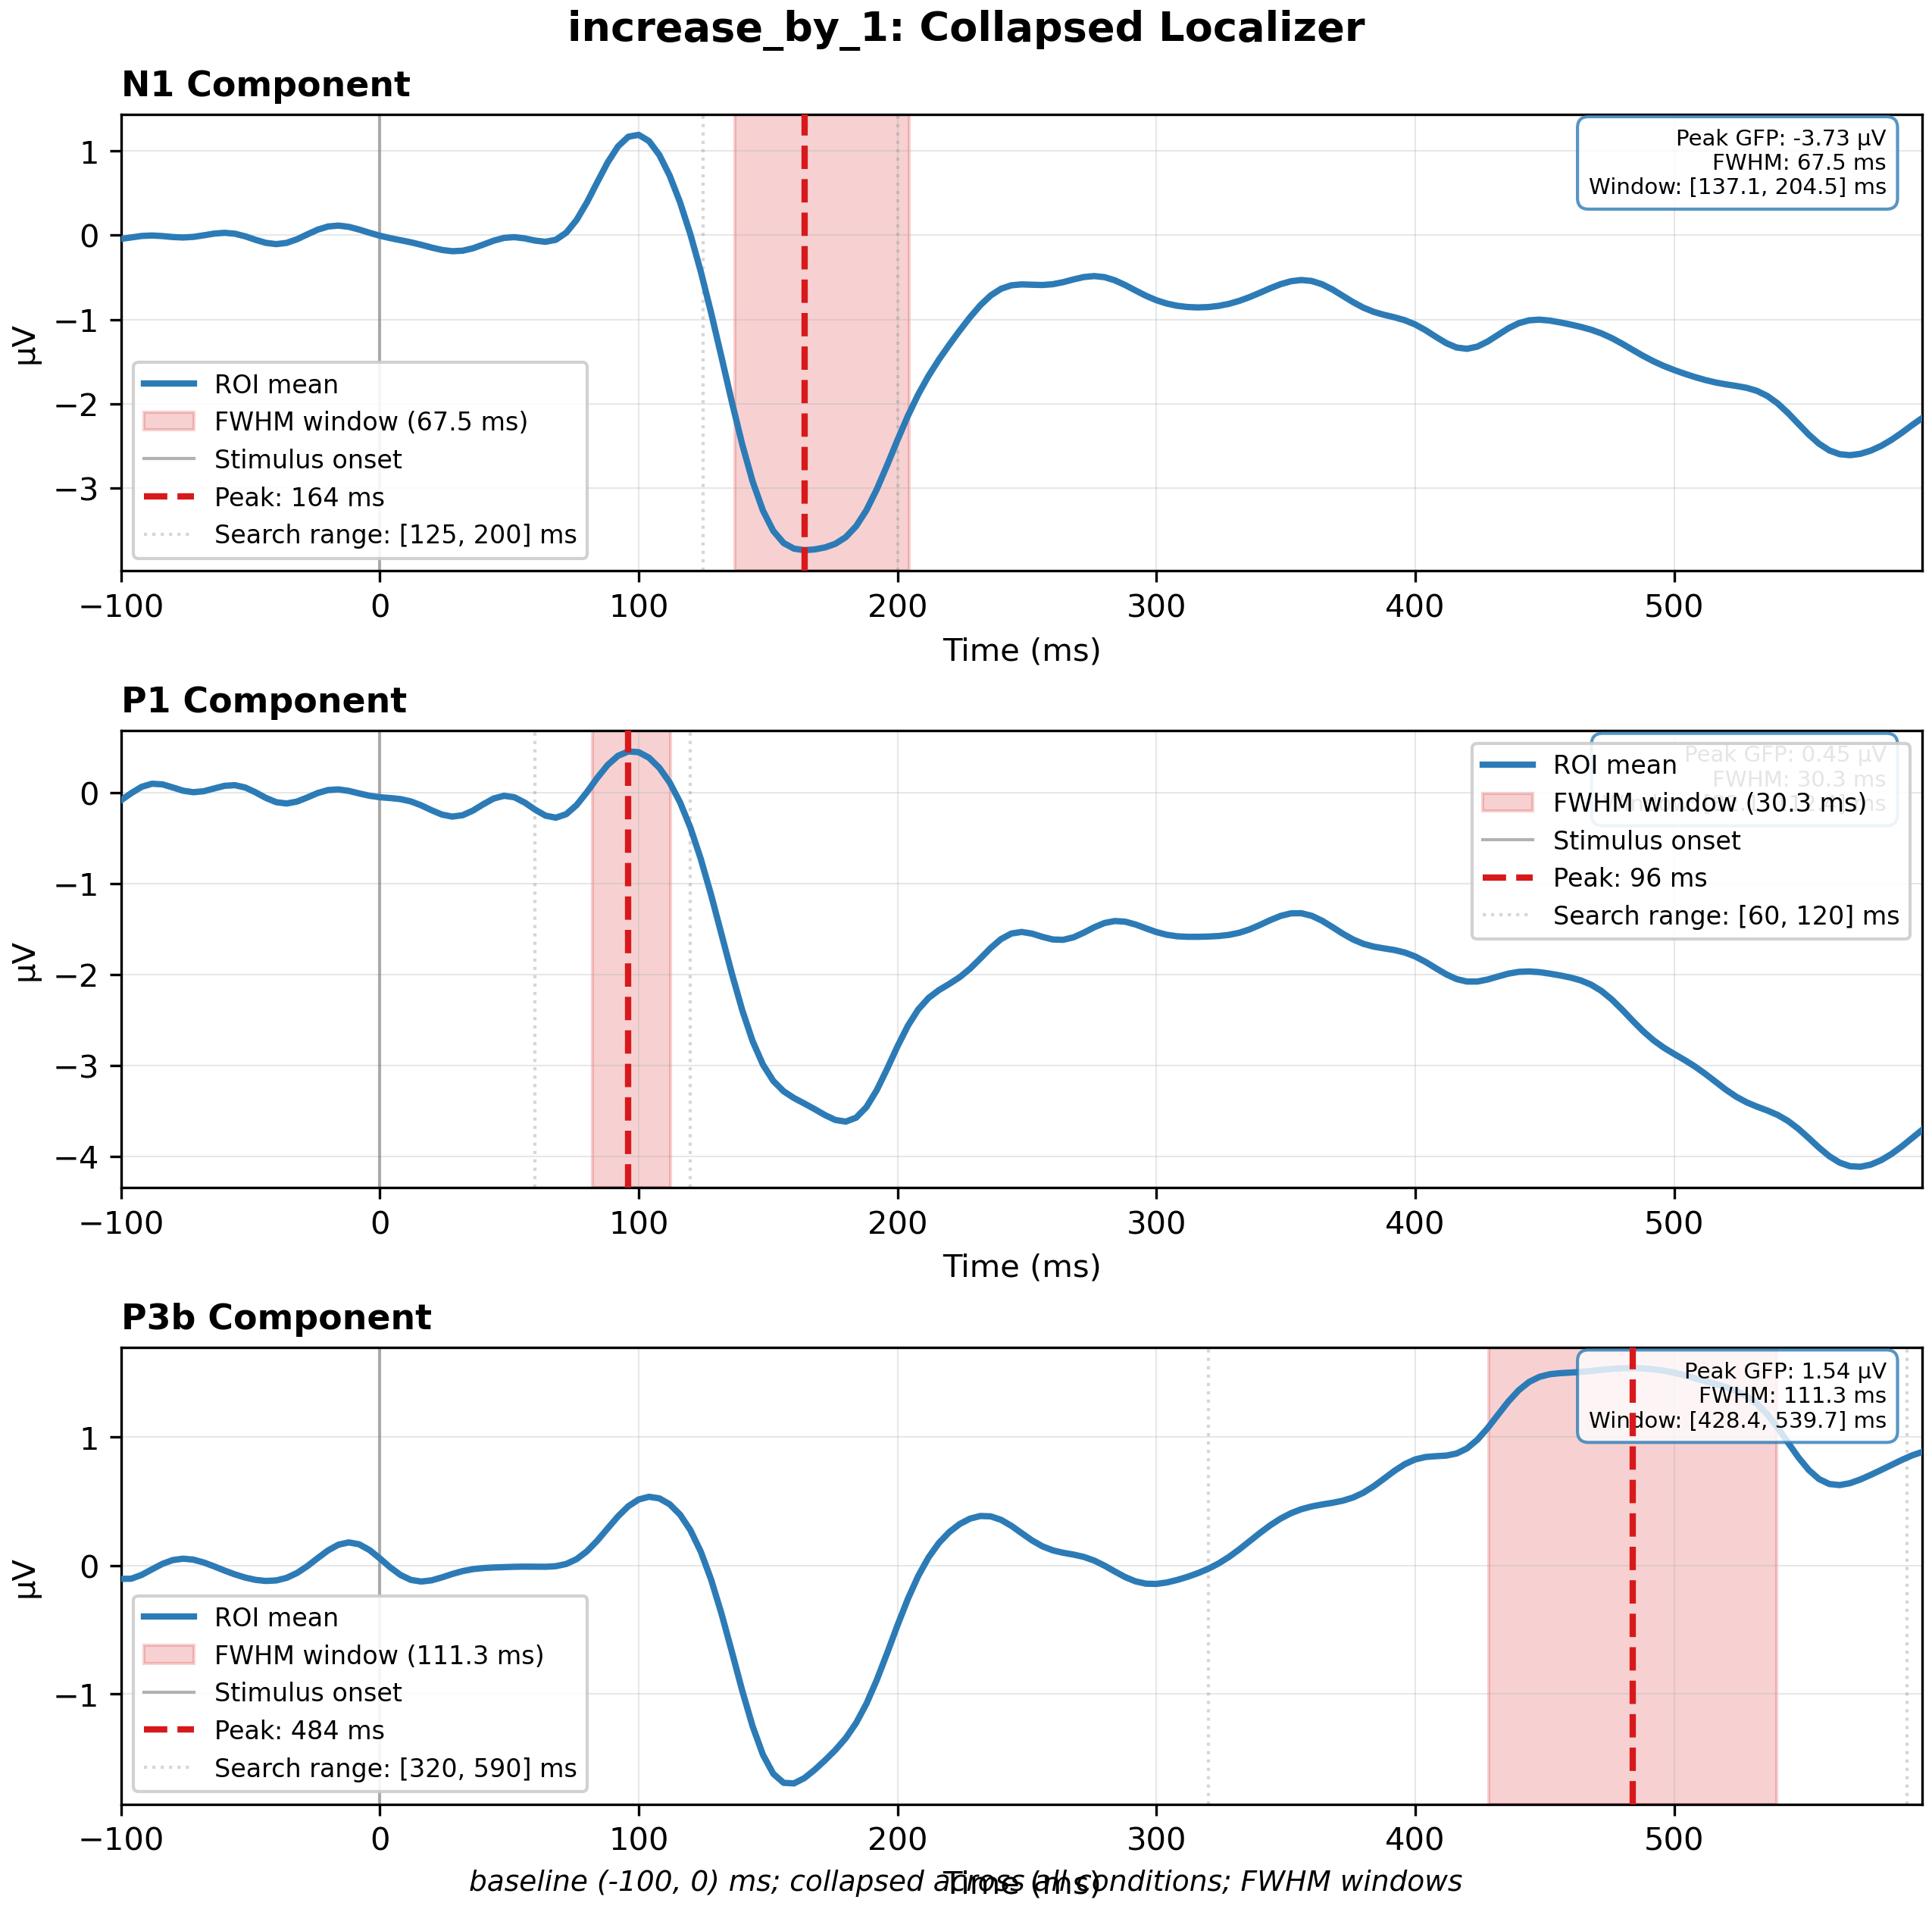 increase_by_1: Collapsed Localizer
N1 Component
1
0
−1
−2
−3
µV
Peak GFP: -3.73 µV
FWHM: 67.5 ms
Window: [137.1, 204.5] ms
ROI mean
FWHM window (67.5 ms)
Stimulus onset
Peak: 164 ms
Search range: [125, 200] ms
−100 0 100 200 300 400 500
Time (ms)
P1 Component
0
−1
−2
−3
−4
µV
Peak GFP: 0.45 µV
FWHM: 30.3 ms
ROI mean
FWHM window (30.3 ms)
Stimulus onset
Peak: 96 ms
Search range: [60, 120] ms
−100 0 100 200 300 400 500
Time (ms)
P3b Component
1
0
−1
µV
Peak GFP: 1.54 µV
FWHM: 111.3 ms
Window: [428.4, 539.7] ms
ROI mean
FWHM window (111.3 ms)
Stimulus onset
Peak: 484 ms
Search range: [320, 590] ms
−100 0 100 200 300 400 500
Time (ms)
baseline (-100, 0) ms; collapsed across all conditions; FWHM windows